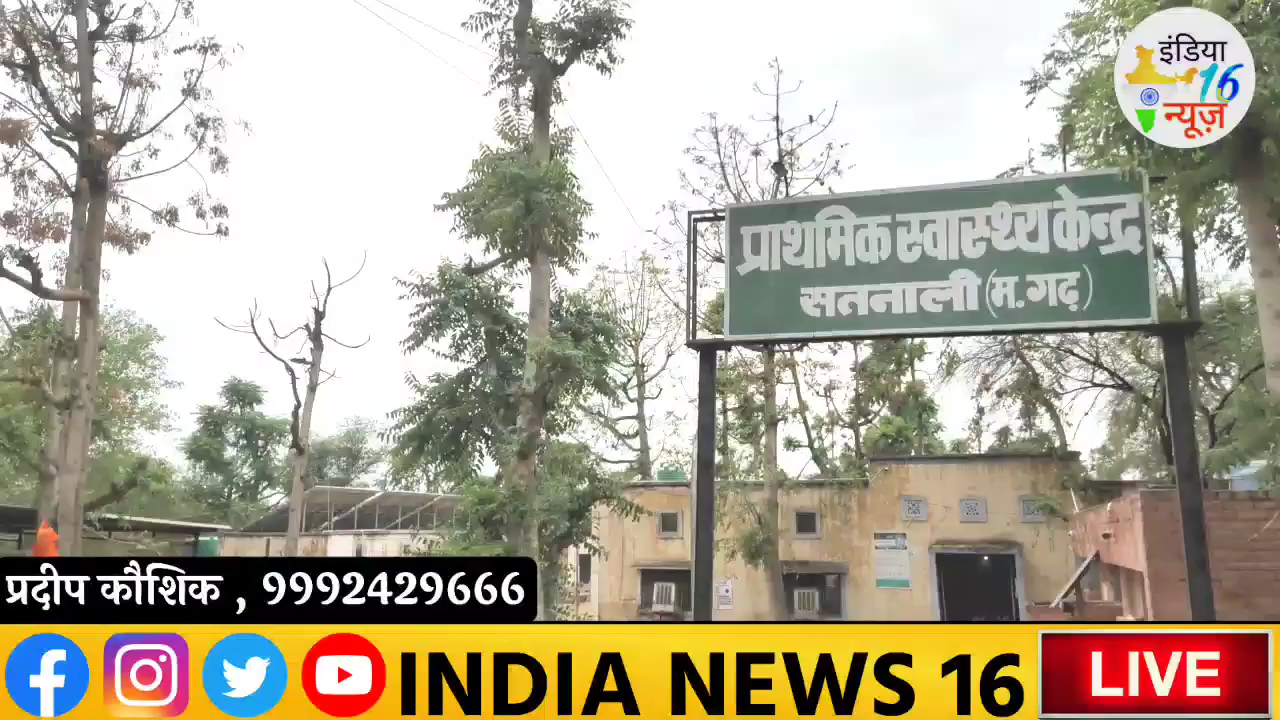 इंडिया
16
न्यूज़
प्राथमिक स्वास्थ्य केन्द्र
सतनाली (म.गढ़)
प्रदीप कौशिक , 9992429666
INDIA NEWS 16
LIVE